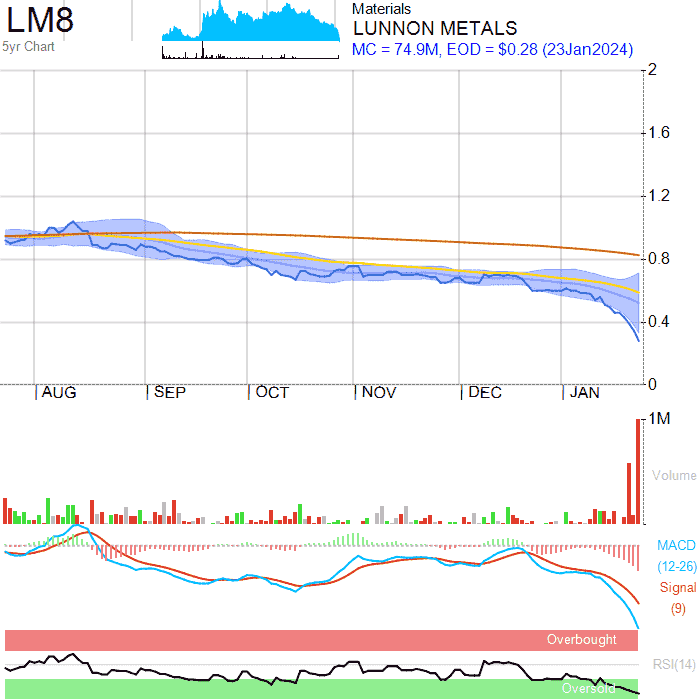 LM8
5yr Chart
Materials
LUNNON METALS
MC = 74.9M, EOD = $0.28 (23Jan2024)
2
1.6
1.2
0.8
0.4
0
AUG SEP OCT NOV DEC JAN
1M
Volume
MACD
(12-26)
Signal
(9)
Overbought
RSI(14)
Oversold